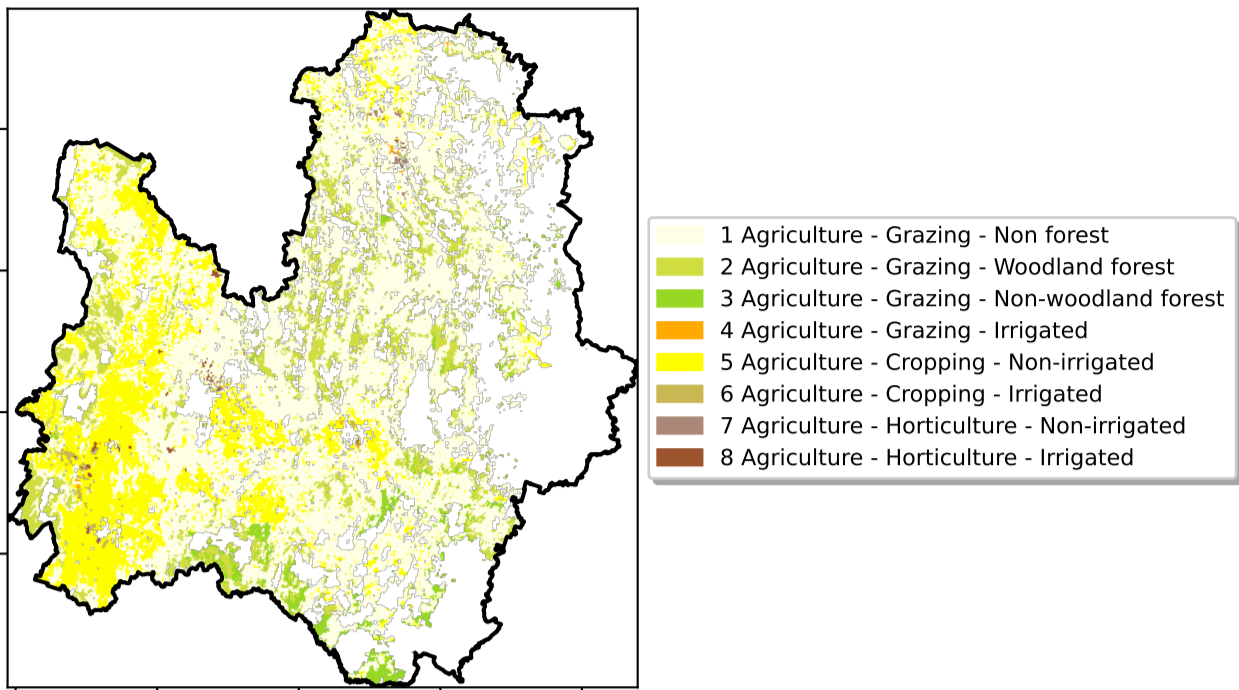 1 Agriculture - Grazing - Non forest
2 Agriculture - Grazing - Woodland forest
3 Agriculture - Grazing - Non-woodland forest
4 Agriculture - Grazing - Irrigated
5 Agriculture - Cropping - Non-irrigated
6 Agriculture - Cropping - Irrigated
7 Agriculture - Horticulture - Non-irrigated
8 Agriculture - Horticulture - Irrigated